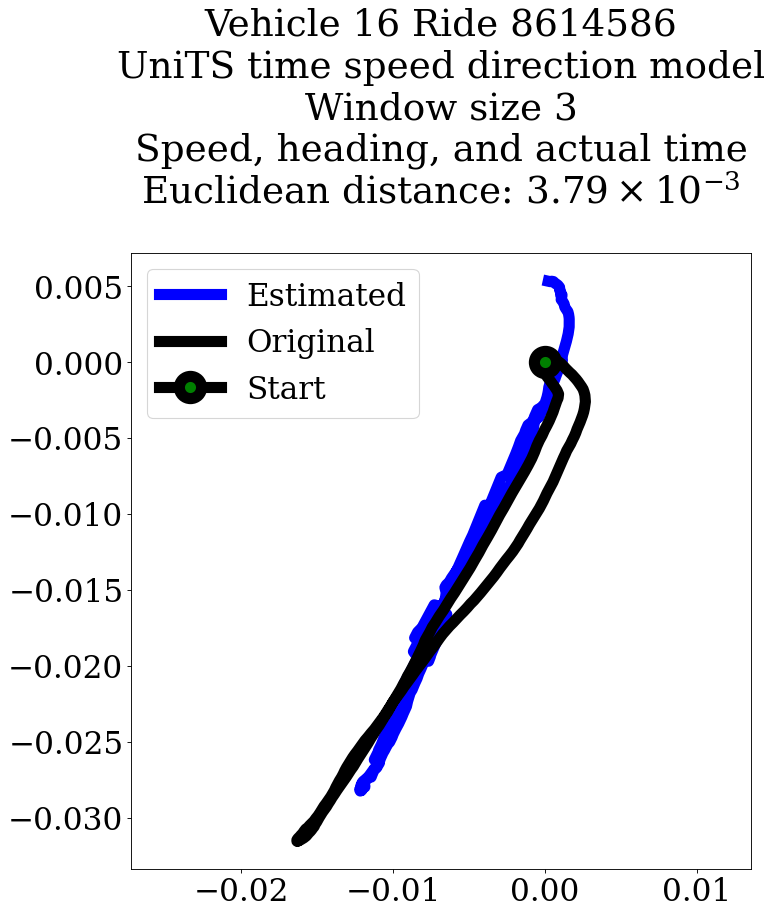 Vehicle 16 Ride 8614586
UniTS time speed direction model
Window size 3
Speed, heading, and actual time
Euclidean distance: 3.79 × 10⁻³
Estimated
Original
Start
0.005
0.000
−0.005
−0.010
−0.015
−0.020
−0.025
−0.030
−0.02 −0.01 0.00 0.01